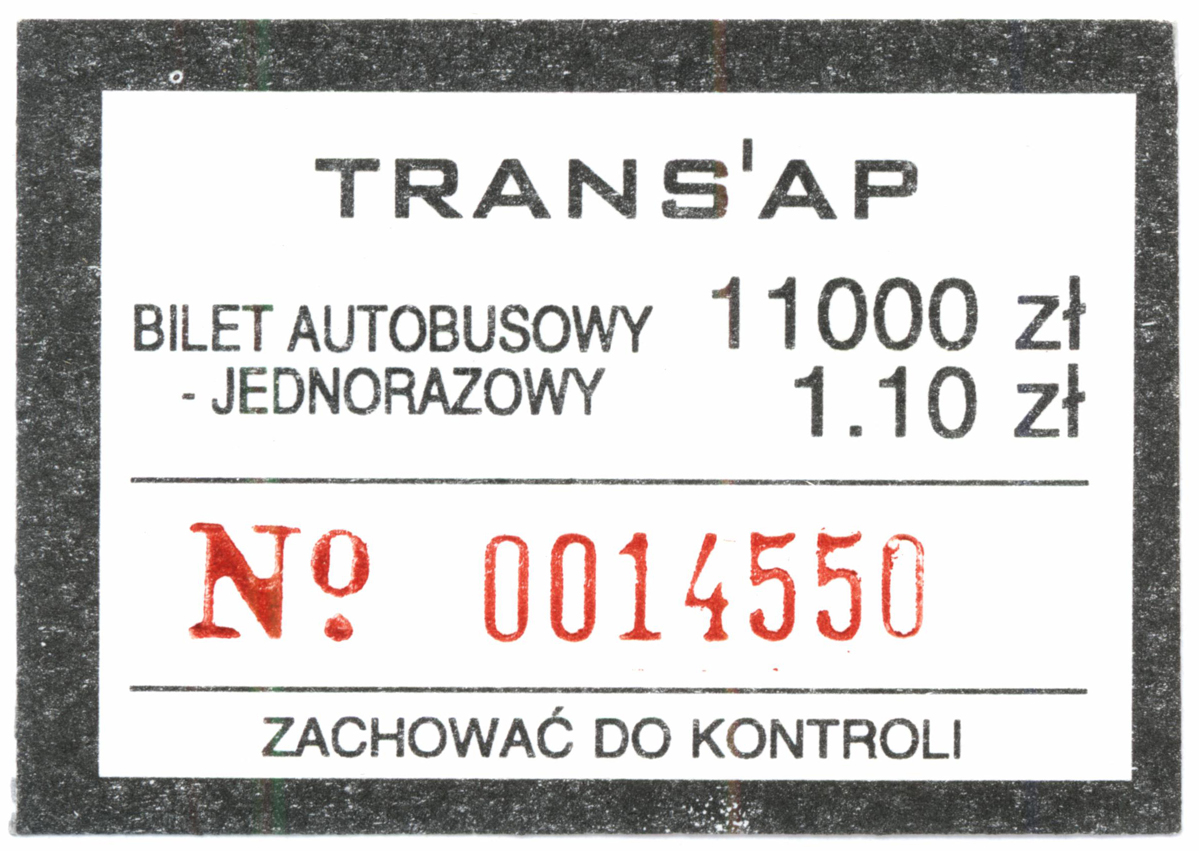 TRANS'AP
BILET AUTOBUSOWY 11000 zł
- JEDNORAZOWY 1.10 zł
No. 0014550
ZACHOWAĆ DO KONTROLI